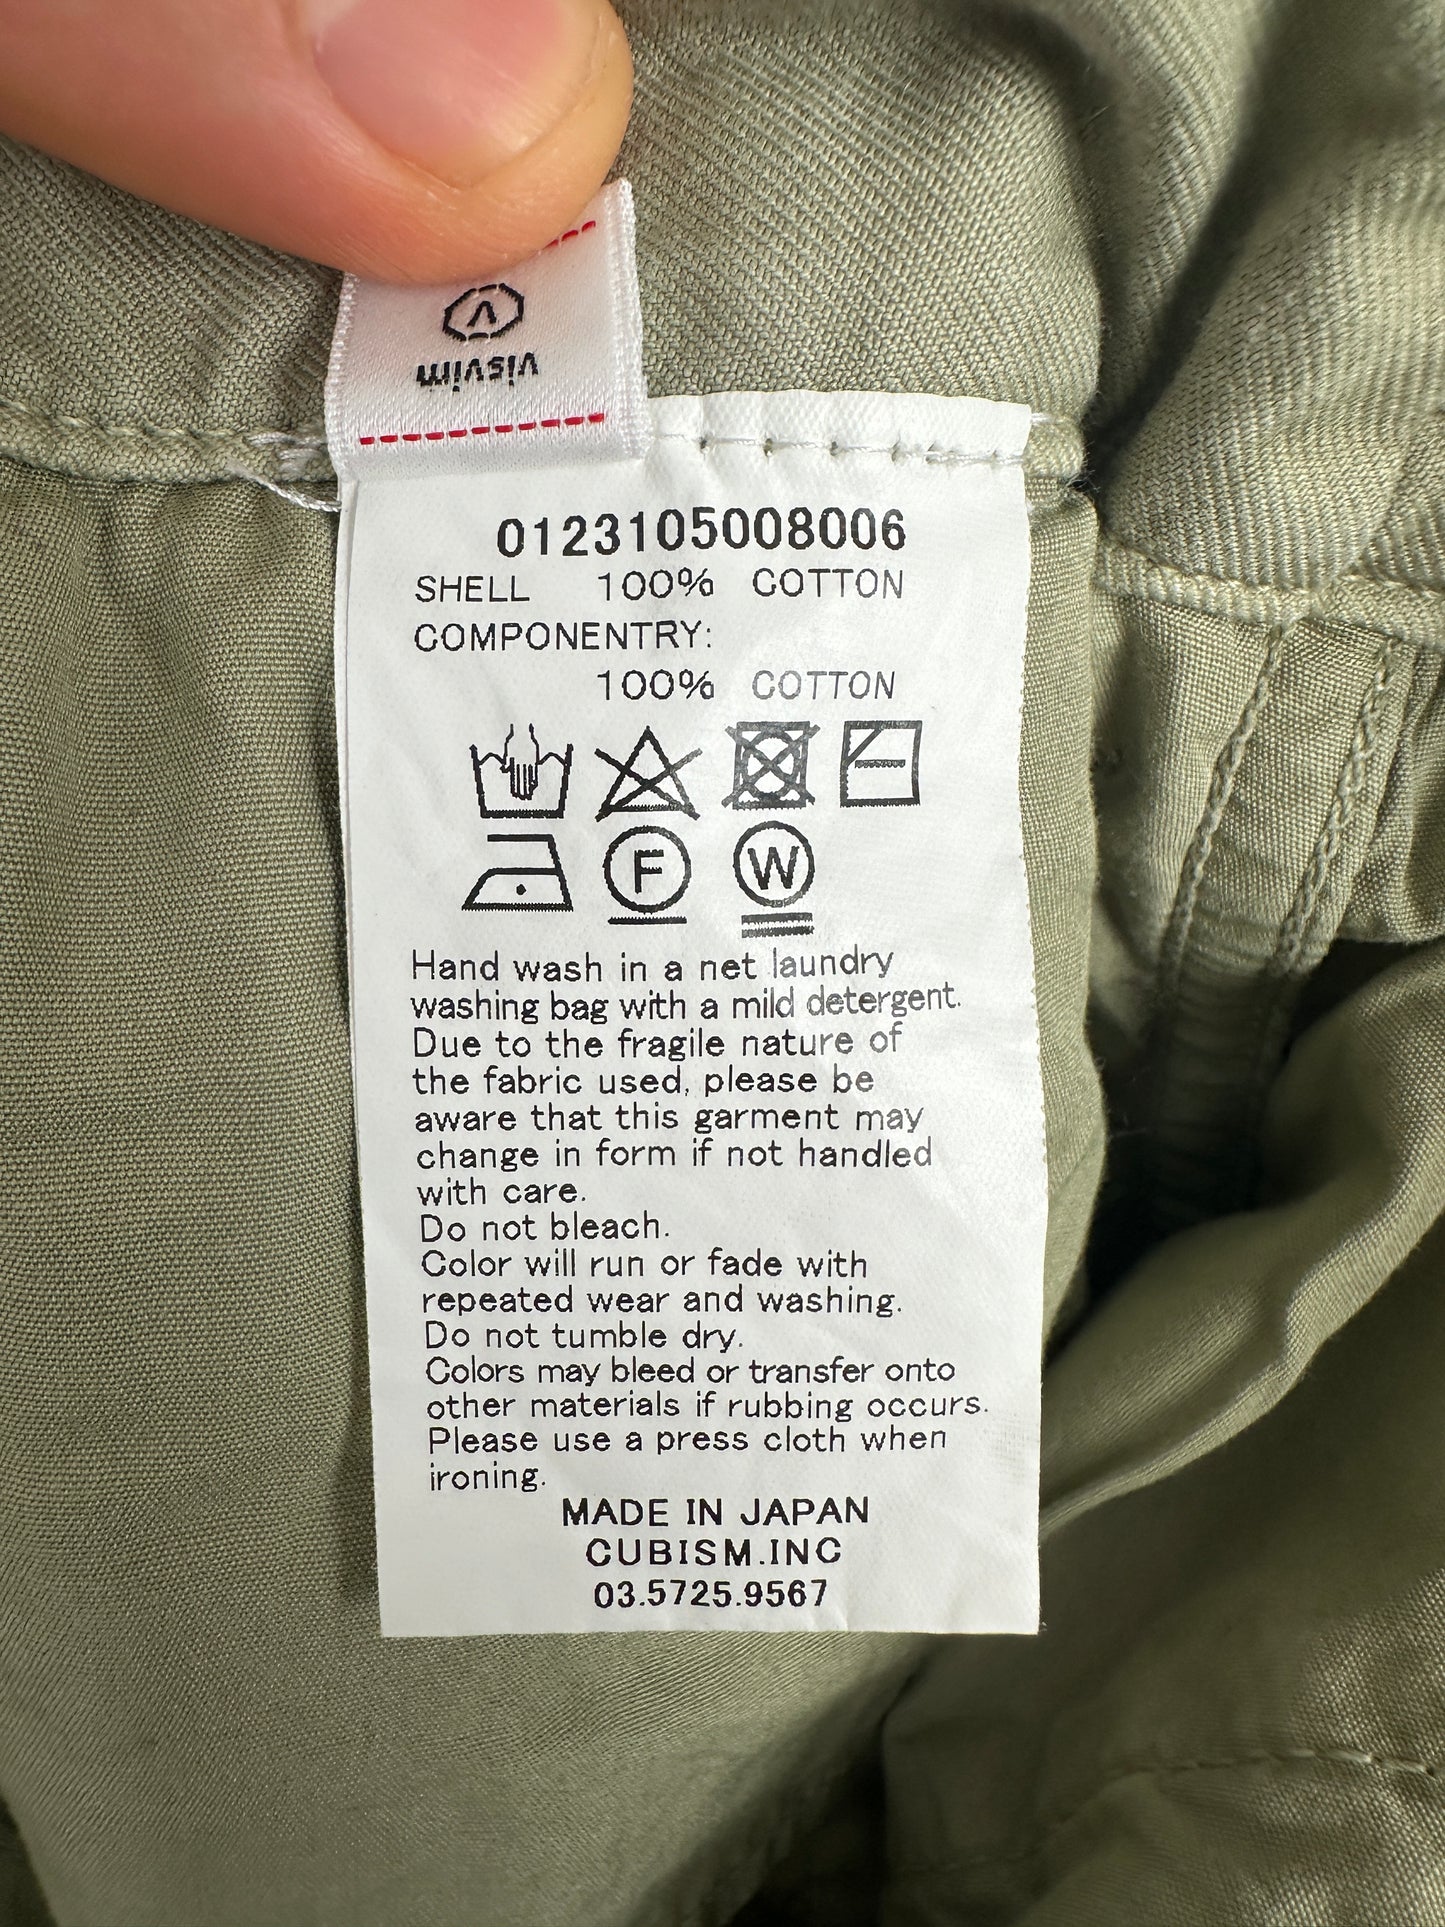 V
visvim
0123105008006
SHELL 100% COTTON
COMPONENTRY:
100% COTTON
F W
Hand wash in a net laundry
washing bag with a mild detergent.
Due to the fragile nature of
the fabric used, please be
aware that this garment may
change in form if not handled
with care.
Do not bleach.
Color will run or fade with
repeated wear and washing.
Do not tumble dry.
Colors may bleed or transfer onto
other materials if rubbing occurs.
Please use a press cloth when
ironing.
MADE IN JAPAN
CUBISM.INC
03.5725.9567